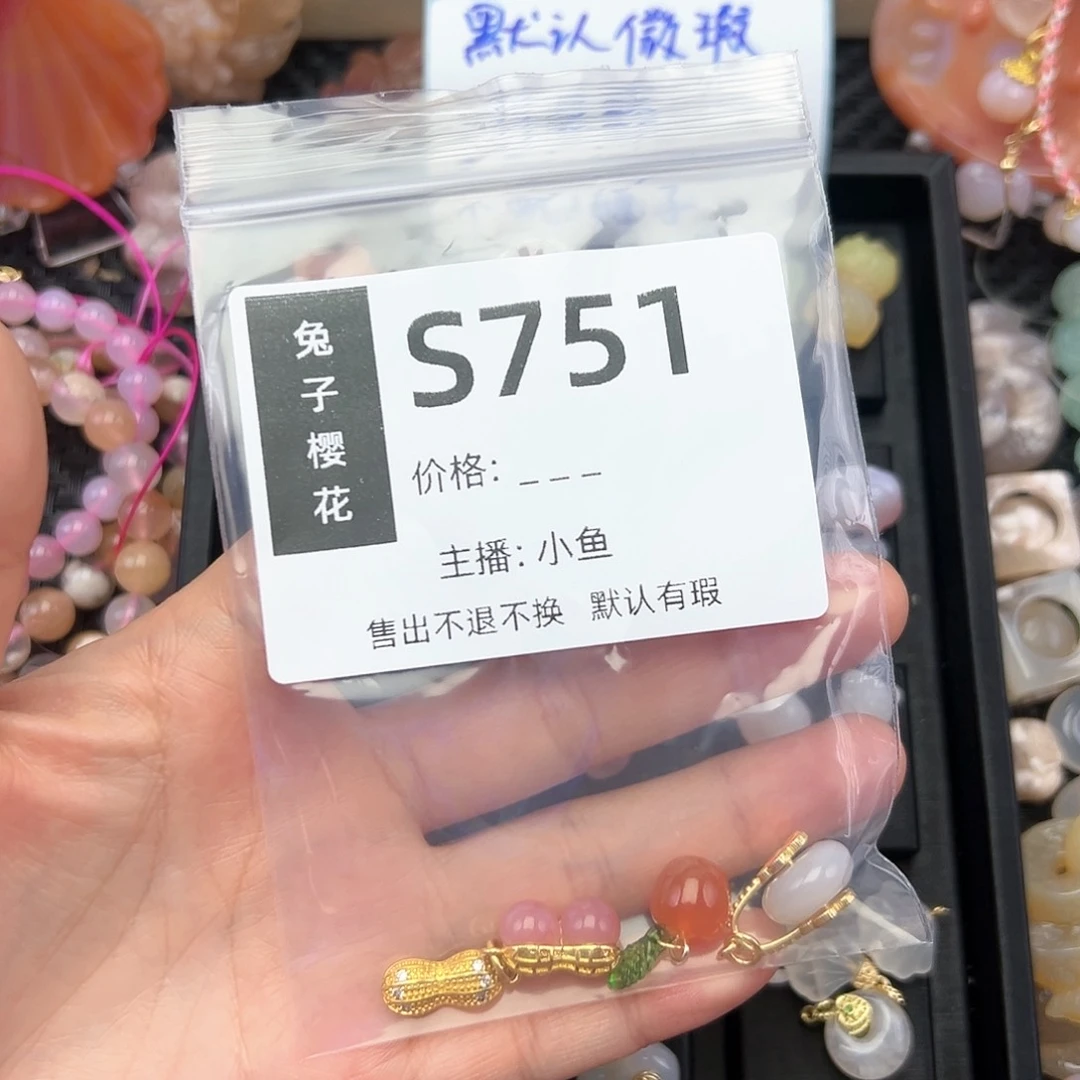 默认微瑕
兔子樱花
S751
价格: _ _ _
主播: 小鱼
售出不退不换 默认有瑕